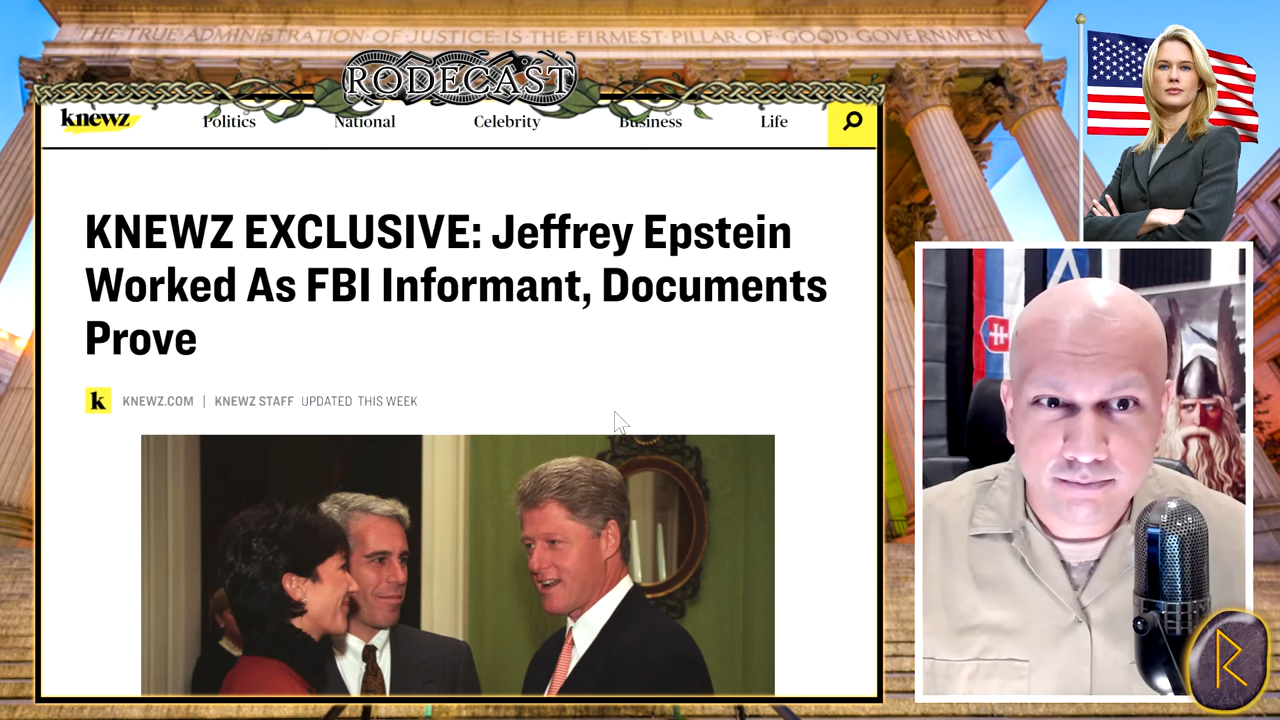 THE TRUE ADMINISTRATION OF JUSTICE IS THE FIRMEST PILLAR OF GOOD GOVERNMENT
RODECAST
knewz Politics National Celebrity Business Life
KNEWZ EXCLUSIVE: Jeffrey Epstein
Worked As FBI Informant, Documents
Prove
k KNEWZ.COM | KNEWZ STAFF UPDATED THIS WEEK